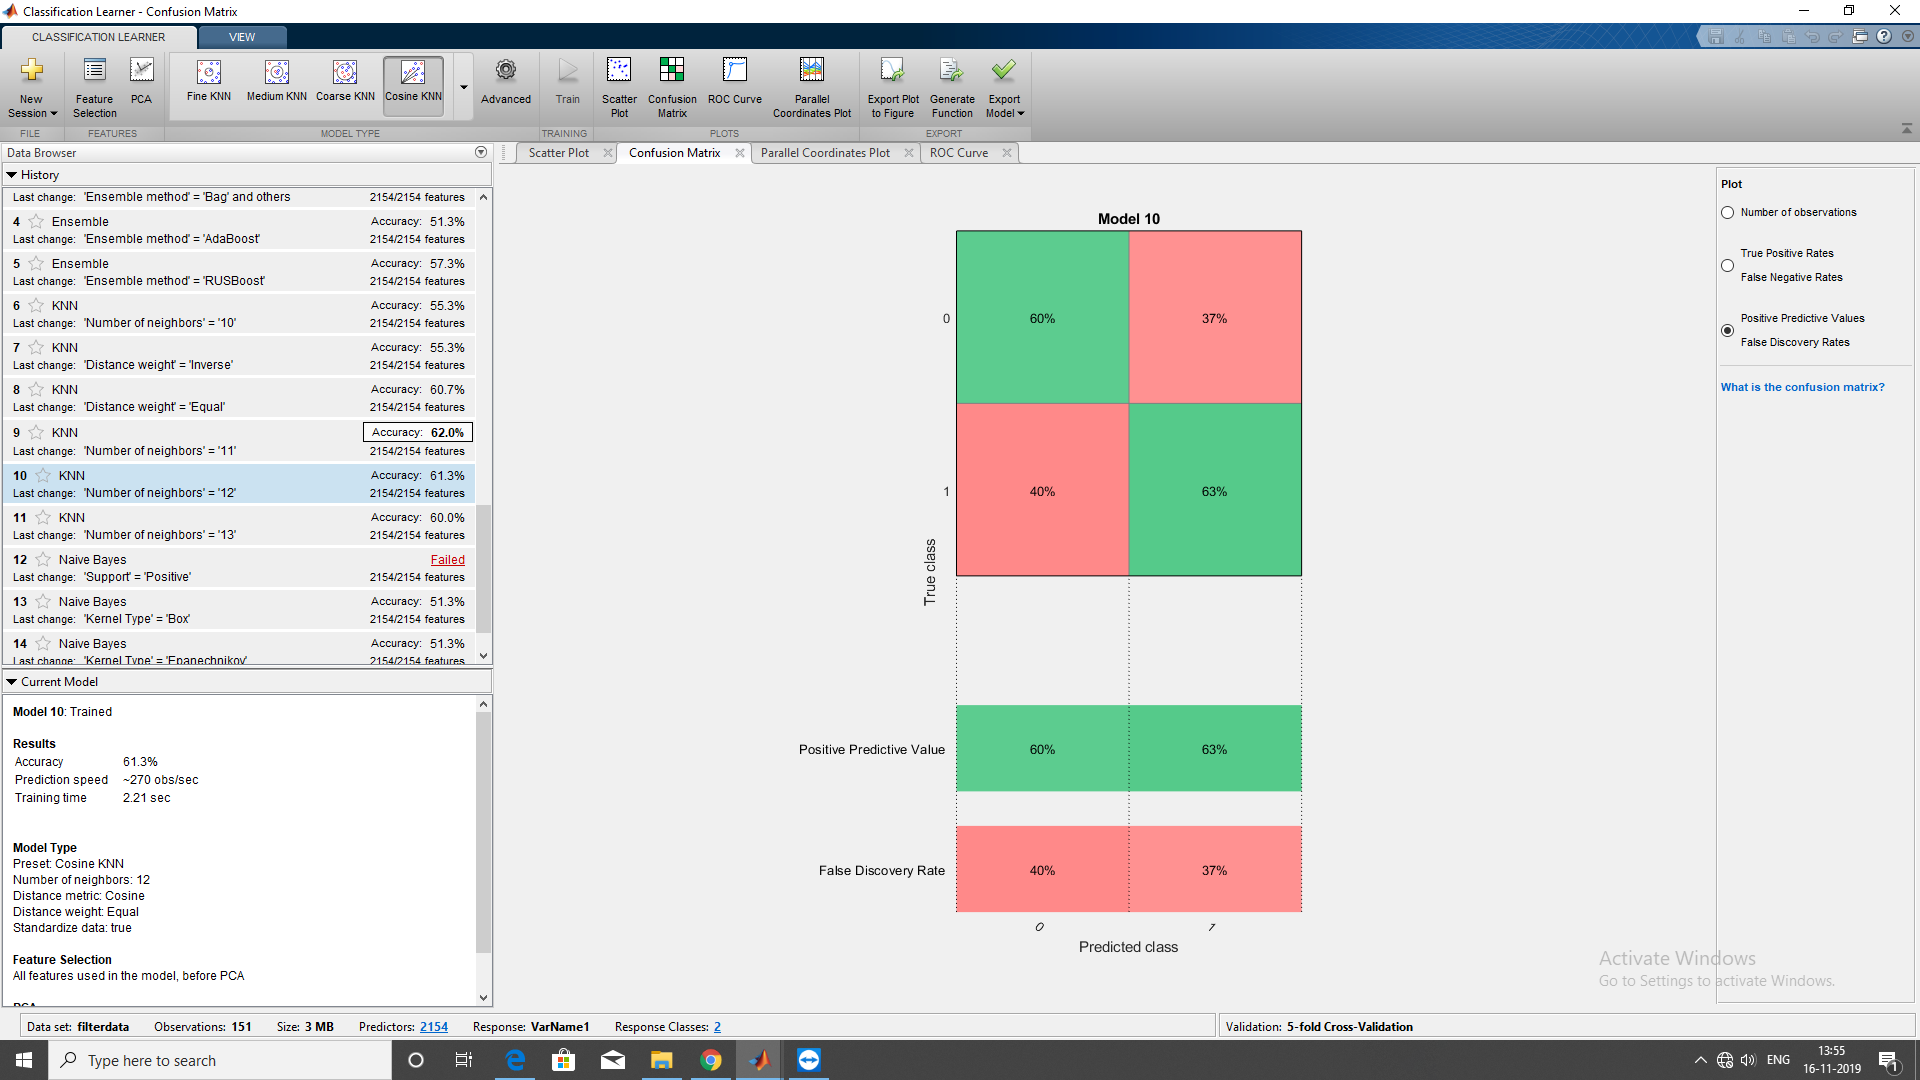 Classification Learner - Confusion Matrix
CLASSIFICATION LEARNER
VIEW
New Session
Feature Selection
PCA
Fine KNN
Medium KNN
Coarse KNN
Cosine KNN
Advanced
Train
Scatter Plot
Confusion Matrix
ROC Curve
Parallel Coordinates Plot
Export Plot to Figure
Generate Function
Export Model
FILE
FEATURES
MODEL TYPE
TRAINING
PLOTS
EXPORT
Data Browser
History
Last change: 'Ensemble method' = 'Bag' and others 2154/2154 features
4 Ensemble Accuracy: 51.3%
Last change: 'Ensemble method' = 'AdaBoost' 2154/2154 features
5 Ensemble Accuracy: 57.3%
Last change: 'Ensemble method' = 'RUSBoost' 2154/2154 features
6 KNN Accuracy: 55.3%
Last change: 'Number of neighbors' = '10' 2154/2154 features
7 KNN Accuracy: 55.3%
Last change: 'Distance weight' = 'Inverse' 2154/2154 features
8 KNN Accuracy: 60.7%
Last change: 'Distance weight' = 'Equal' 2154/2154 features
9 KNN Accuracy: 62.0%
Last change: 'Number of neighbors' = '11' 2154/2154 features
10 KNN Accuracy: 61.3%
Last change: 'Number of neighbors' = '12' 2154/2154 features
11 KNN Accuracy: 60.0%
Last change: 'Number of neighbors' = '13' 2154/2154 features
12 Naive Bayes Failed
Last change: 'Support' = 'Positive' 2154/2154 features
13 Naive Bayes Accuracy: 51.3%
Last change: 'Kernel Type' = 'Box' 2154/2154 features
14 Naive Bayes Accuracy: 51.3%
Last change: 'Kernel Type' = 'Epanechnikov' 2154/2154 features
Current Model
Model 10: Trained
Results
Accuracy 61.3%
Prediction speed ~270 obs/sec
Training time 2.21 sec
Model Type
Preset: Cosine KNN
Number of neighbors: 12
Distance metric: Cosine
Distance weight: Equal
Standardize data: true
Feature Selection
All features used in the model, before PCA
PCA
Scatter Plot
Confusion Matrix
Parallel Coordinates Plot
ROC Curve
Model 10
0 60% 37%
1 40% 63%
True class
Positive Predictive Value 60% 63%
False Discovery Rate 40% 37%
0 1
Predicted class
Plot
Number of observations
True Positive Rates
False Negative Rates
Positive Predictive Values
False Discovery Rates
What is the confusion matrix?
Activate Windows
Go to Settings to activate Windows.
Data set: filterdata Observations: 151 Size: 3 MB Predictors: 2154 Response: VarName1 Response Classes: 2
Validation: 5-fold Cross-Validation
Type here to search
ENG
13:55
16-11-2019
1